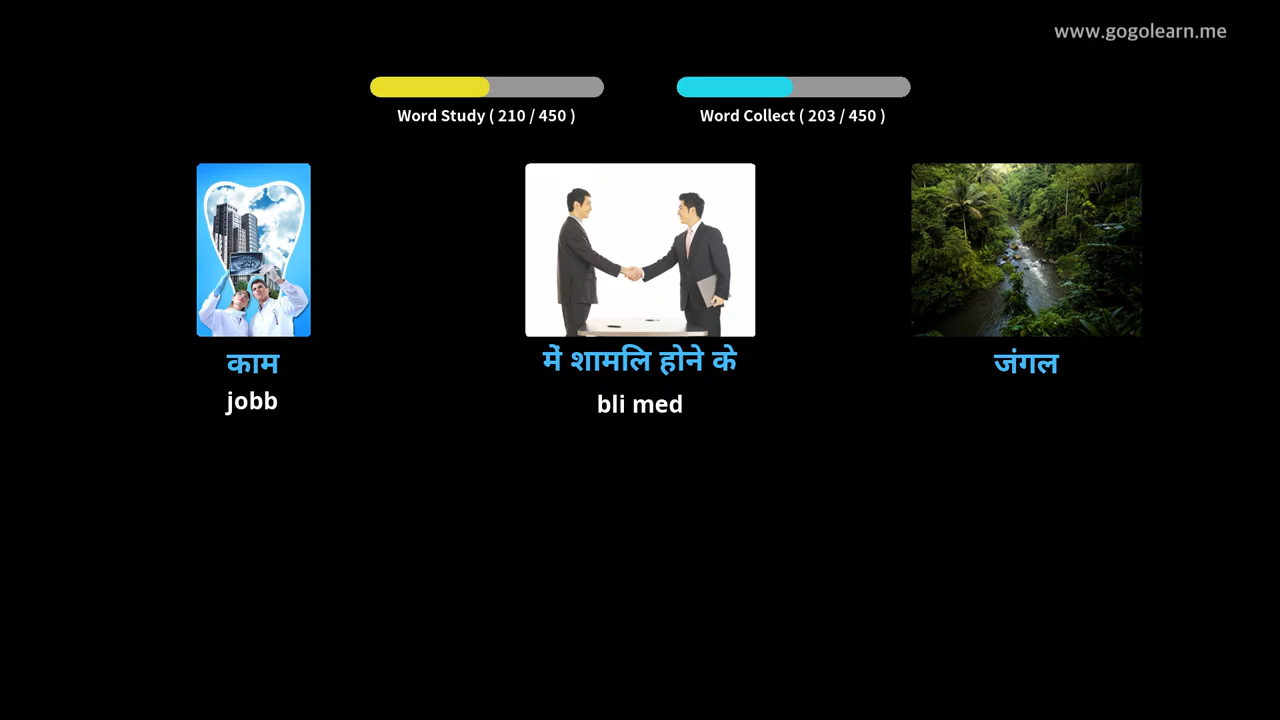 www.gogolearn.me
Word Study ( 210 / 450 )
Word Collect ( 203 / 450 )
काम
में शामलि होने के
जंगल
jobb
bli med